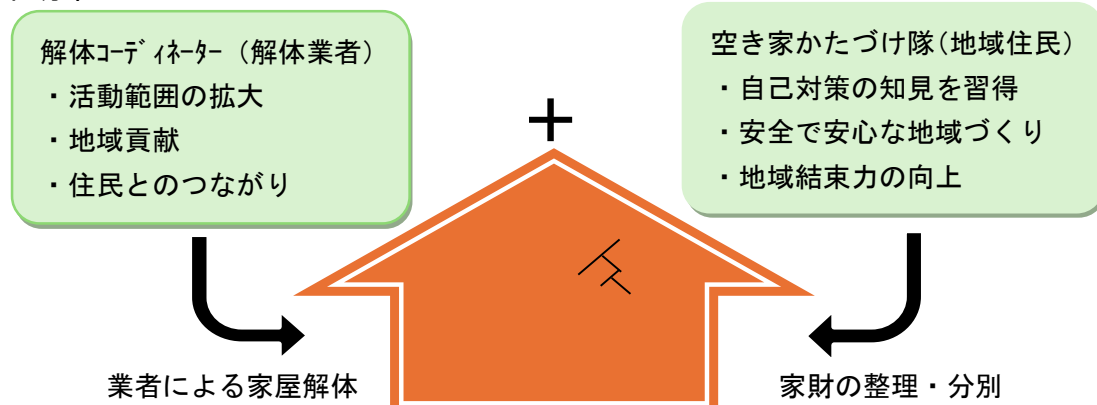 解体ｺｰﾃﾞｨﾈｰﾀｰ（解体業者）
・活動範囲の拡大
・地域貢献
・住民とのつながり
＋
空き家かたづけ隊（地域住民）
・自己対策の知見を習得
・安全で安心な地域づくり
・地域結束力の向上
業者による家屋解体
家財の整理・分別